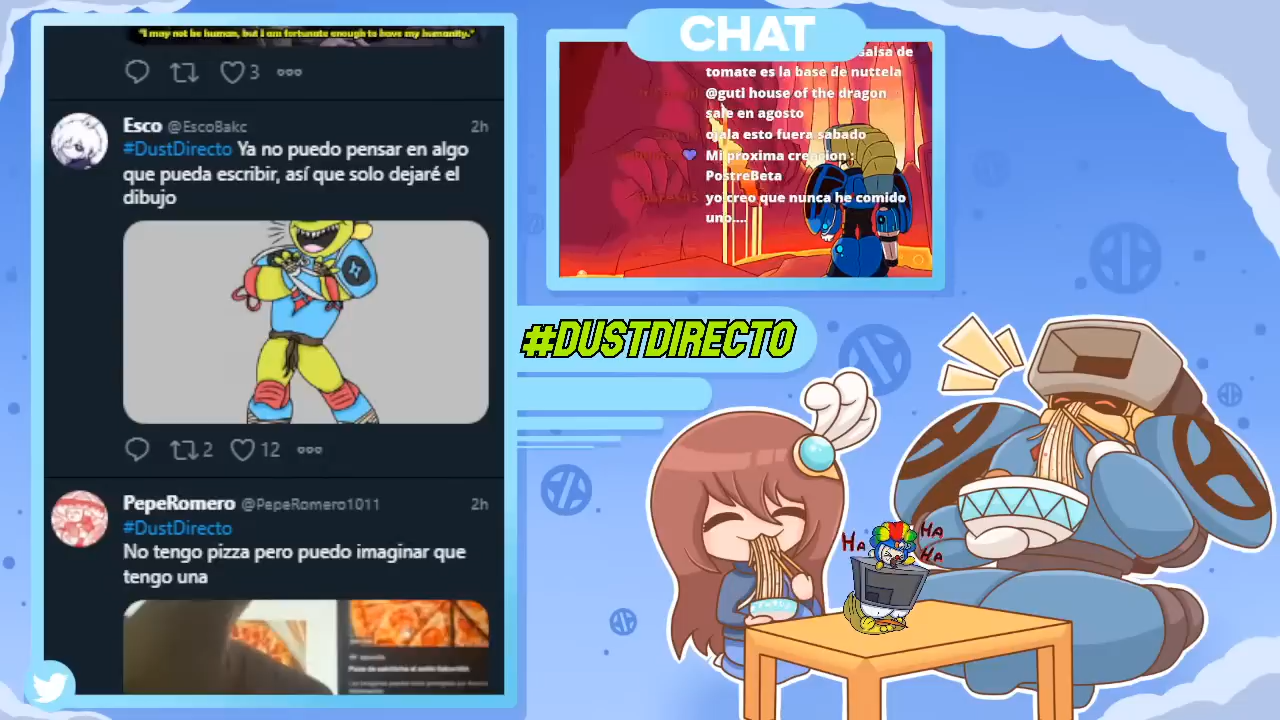 "I may not be human, but I am fortunate enough to have my humanity."
3
Esco @EscoBakc 2h
#DustDirecto Ya no puedo pensar en algo
que pueda escribir, así que solo dejaré el
dibujo
2 12
PepeRomero @PepeRomero1011 2h
#DustDirecto
No tengo pizza pero puedo imaginar que
tengo una
CHAT
salsa de
tomate es la base de nuttela
@guti house of the dragon
sale en agosto
ojala esto fuera sabado
Mi proxima creacion :
PostreBeta
yo creo que nunca he comido
uno....
#DUSTDIRECTO
HA
HA
HA